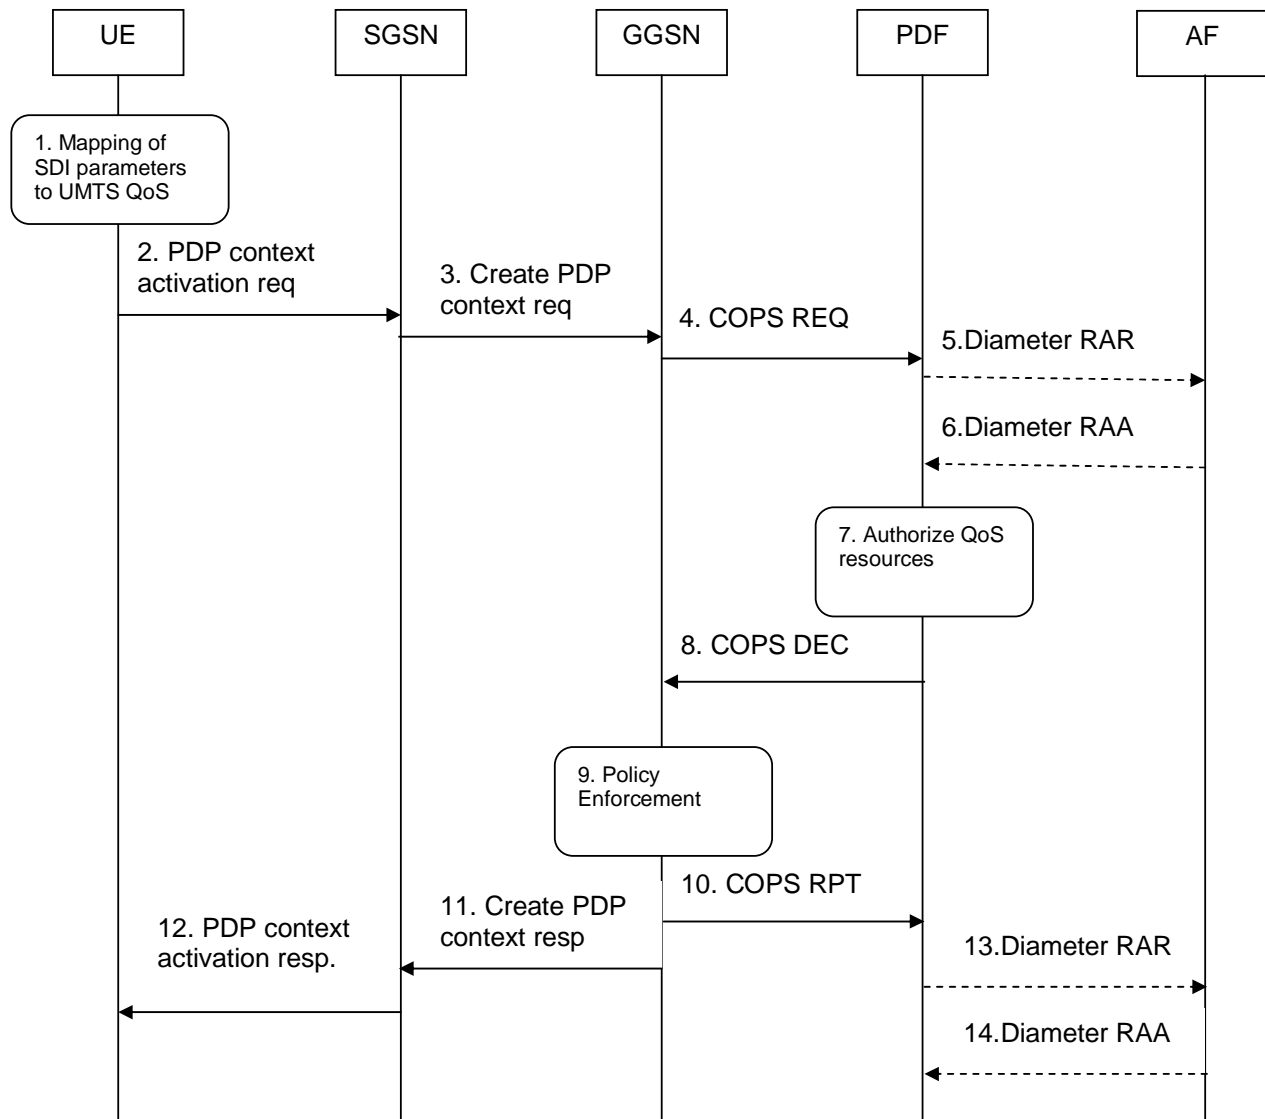 UE
SGSN
GGSN
PDF
AF
1. Mapping of
SDI parameters
to UMTS QoS
2. PDP context
activation req
3. Create PDP
context req
4. COPS REQ
5.Diameter RAR
6.Diameter RAA
7. Authorize QoS
resources
8. COPS DEC
9. Policy
Enforcement
10. COPS RPT
11. Create PDP
context resp
12. PDP context
activation resp.
13.Diameter RAR
14.Diameter RAA